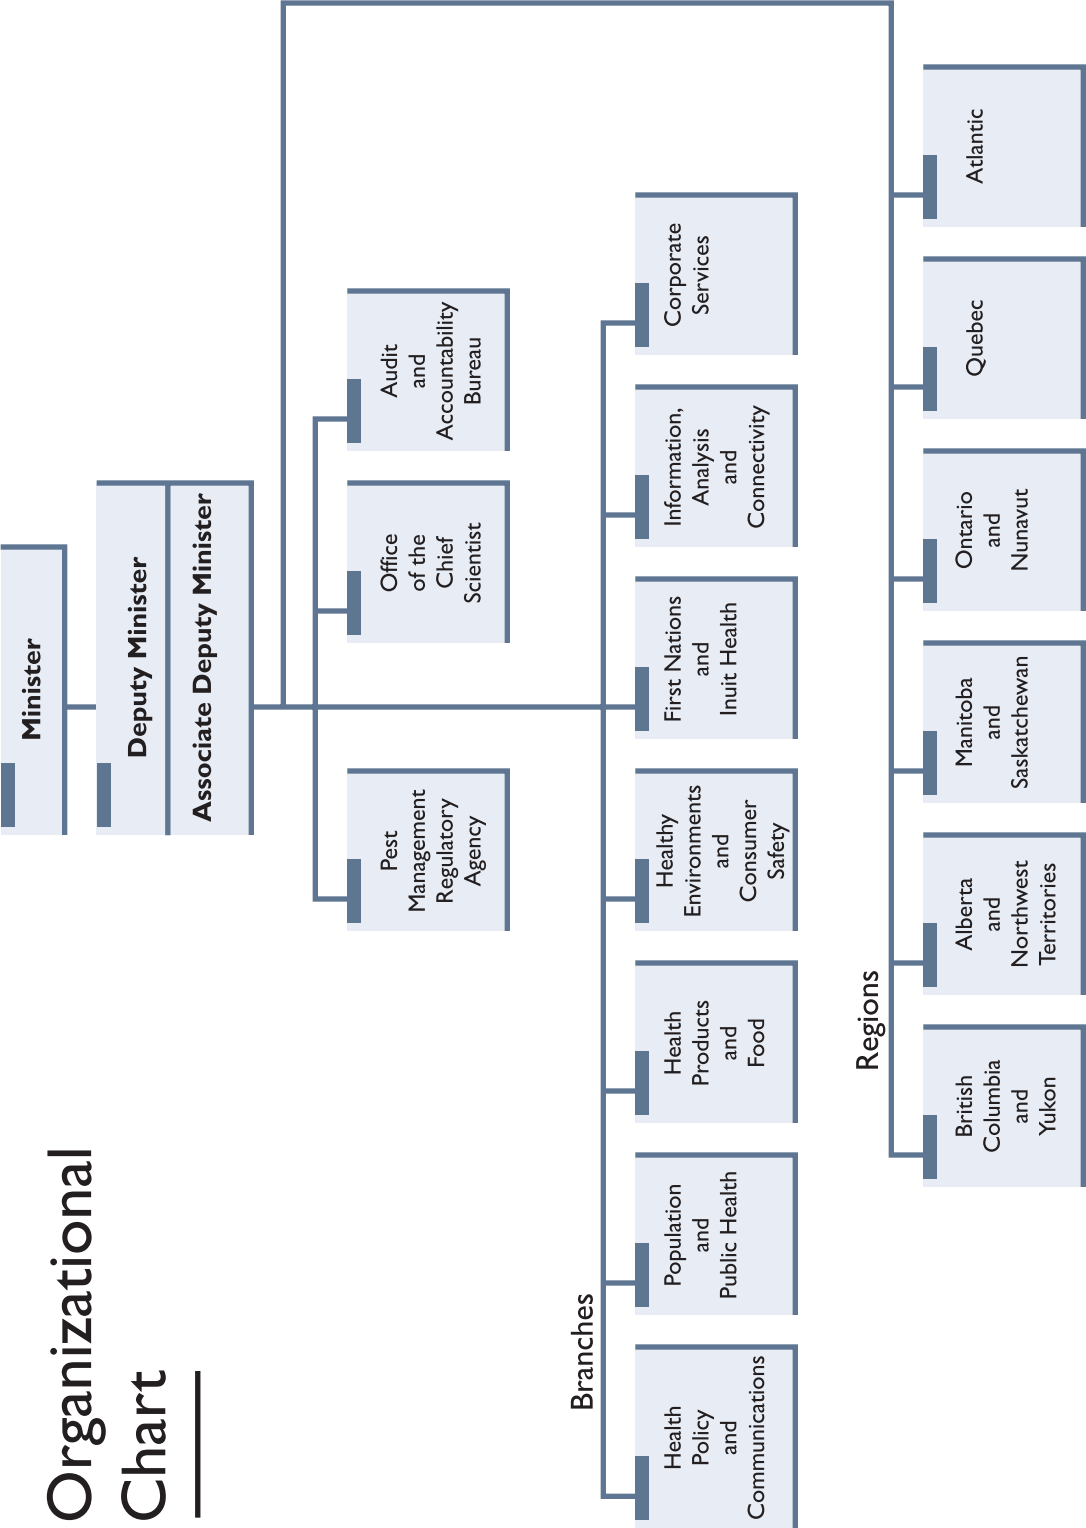 Organizational
Chart
Minister
Deputy Minister
Associate Deputy Minister
Pest
Management
Regulatory
Agency
Office
of the
Chief
Scientist
Audit
and
Accountability
Bureau
Branches
Health
Policy
and
Communications
Population
and
Public Health
Health
Products
and
Food
Healthy
Environments
and
Consumer
Safety
First Nations
and
Inuit Health
Information,
Analysis
and
Connectivity
Corporate
Services
Regions
British
Columbia
and
Yukon
Alberta
and
Northwest
Territories
Manitoba
and
Saskatchewan
Ontario
and
Nunavut
Quebec
Atlantic